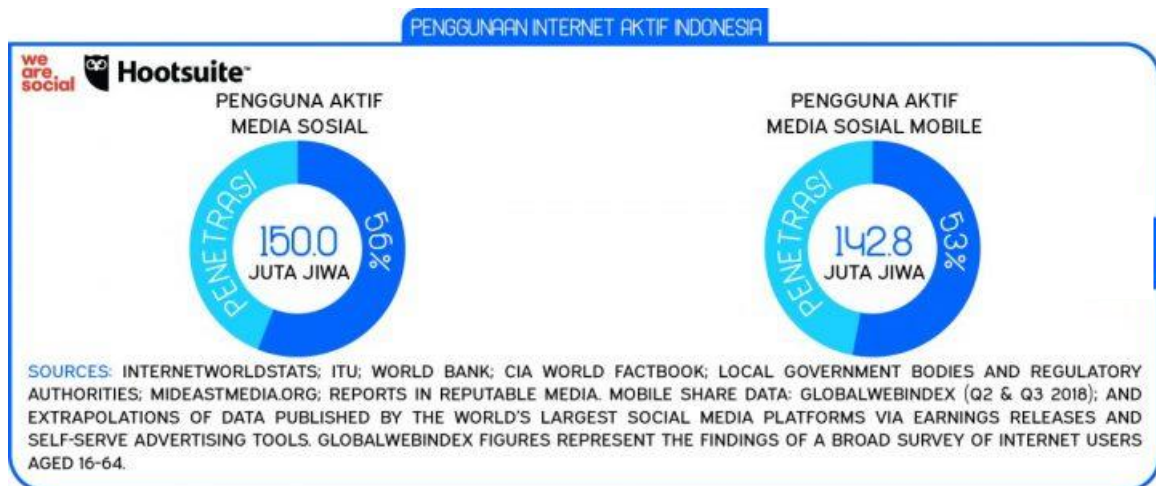 PENGGUNAAN INTERNET AKTIF INDONESIA
we
are.
social
Hootsuite™
PENGGUNA AKTIF
MEDIA SOSIAL
PENETRASI
150.0
JUTA JIWA
56%
PENGGUNA AKTIF
MEDIA SOSIAL MOBILE
PENETRASI
142.8
JUTA JIWA
53%
SOURCES: INTERNETWORLDSTATS; ITU; WORLD BANK; CIA WORLD FACTBOOK; LOCAL GOVERNMENT BODIES AND REGULATORY
AUTHORITIES; MIDEASTMEDIA.ORG; REPORTS IN REPUTABLE MEDIA. MOBILE SHARE DATA: GLOBALWEBINDEX (Q2 & Q3 2018); AND
EXTRAPOLATIONS OF DATA PUBLISHED BY THE WORLD'S LARGEST SOCIAL MEDIA PLATFORMS VIA EARNINGS RELEASES AND
SELF-SERVE ADVERTISING TOOLS. GLOBALWEBINDEX FIGURES REPRESENT THE FINDINGS OF A BROAD SURVEY OF INTERNET USERS
AGED 16-64.